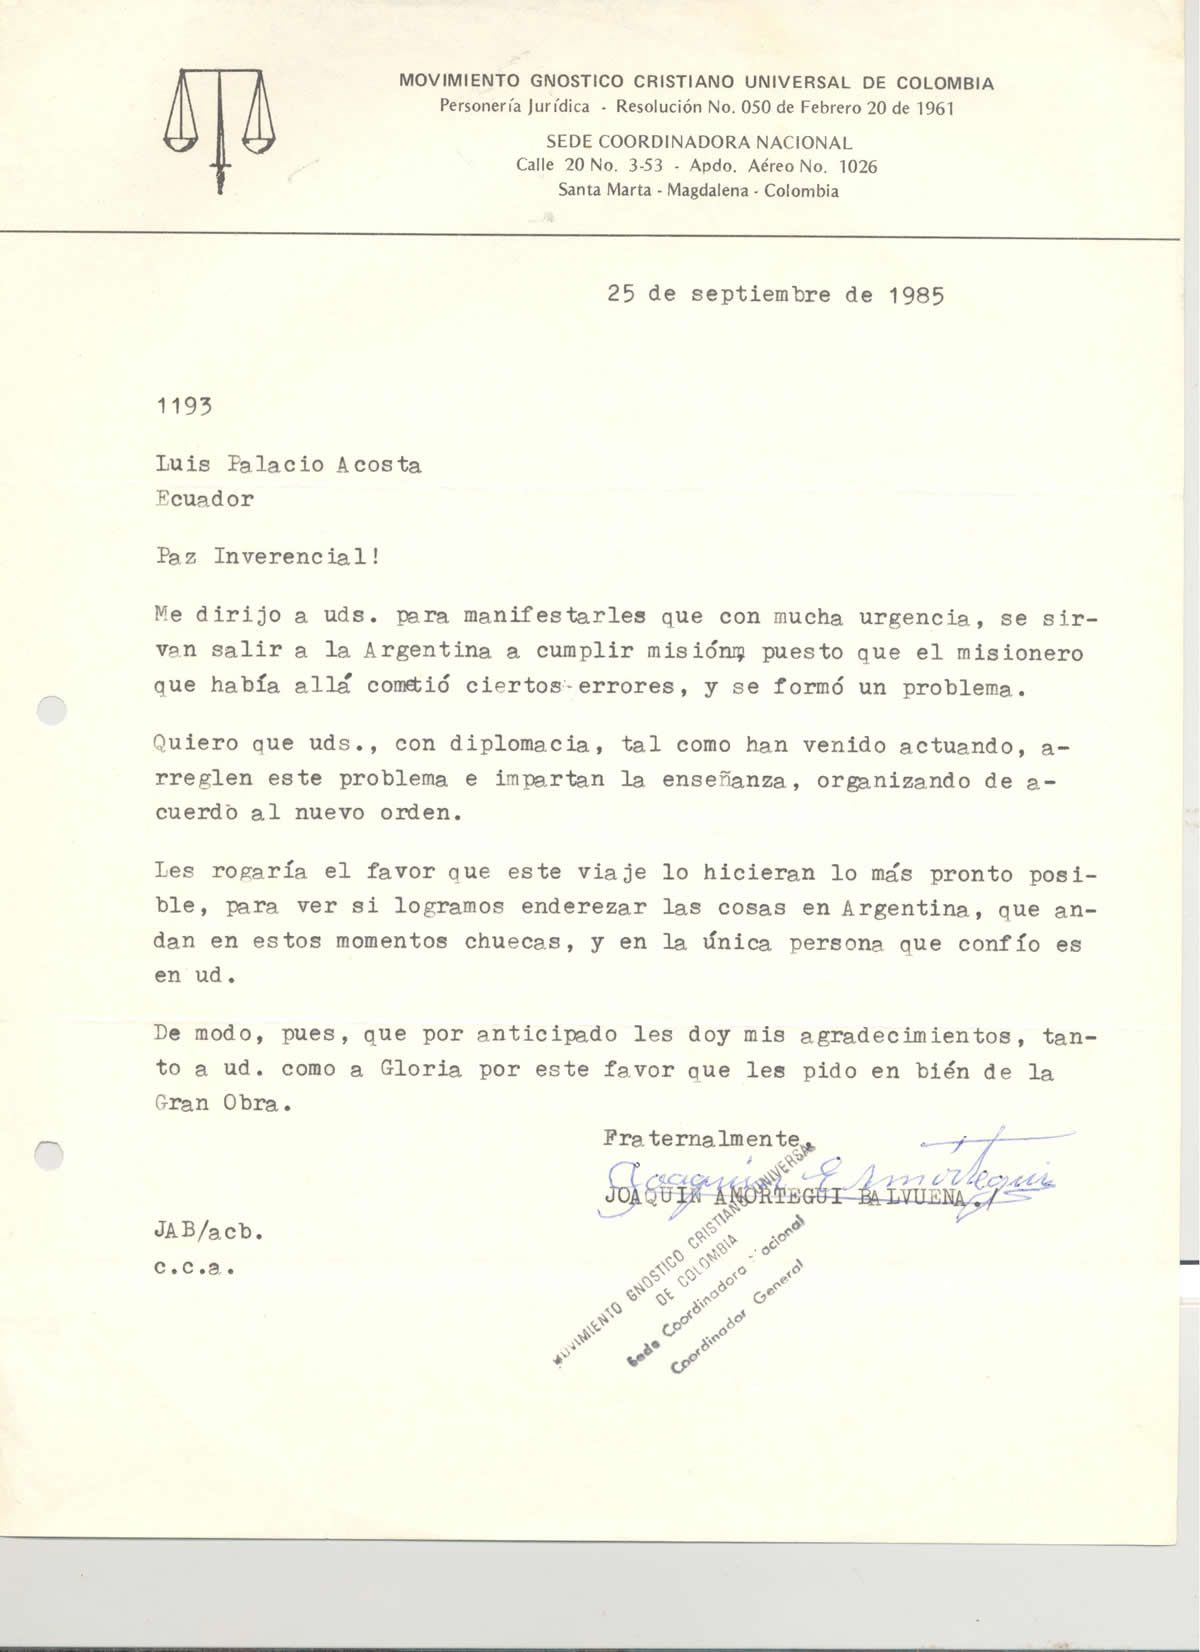 MOVIMIENTO GNOSTICO CRISTIANO UNIVERSAL DE COLOMBIA
Personería Jurídica - Resolución No. 050 de Febrero 20 de 1961
SEDE COORDINADORA NACIONAL
Calle 20 No. 3-53 - Apdo. Aéreo No. 1026
Santa Marta - Magdalena - Colombia
25 de septiembre de 1985
1193
Luis Palacio Acosta
Ecuador
Paz Inverencial!
Me dirijo a uds. para manifestarles que con mucha urgencia, se sir-
van salir a la Argentina a cumplir misión, puesto que el misionero
que había allá cometió ciertos errores, y se formó un problema.
Quiero que uds., con diplomacia, tal como han venido actuando, a-
rreglen este problema e impartan la enseñanza, organizando de a-
cuerdo al nuevo orden.
Les rogaría el favor que este viaje lo hicieran lo más pronto posi-
ble, para ver si logramos enderezar las cosas en Argentina, que an-
dan en estos momentos chuecas, y en la única persona que confío es
en ud.
De modo, pues, que por anticipado les doy mis agradecimientos, tan-
to a ud. como a Gloria por este favor que les pido en bién de la
Gran Obra.
Fraternalmente,
Joaquin E Amórtegui
JOAQUIN AMORTEGUI BALVUENA./
MOVIMIENTO GNOSTICO CRISTIANO UNIVERSAL
DE COLOMBIA
Sede Coordinadora Nacional
Coordinador General
JAB/acb.
c.c.a.